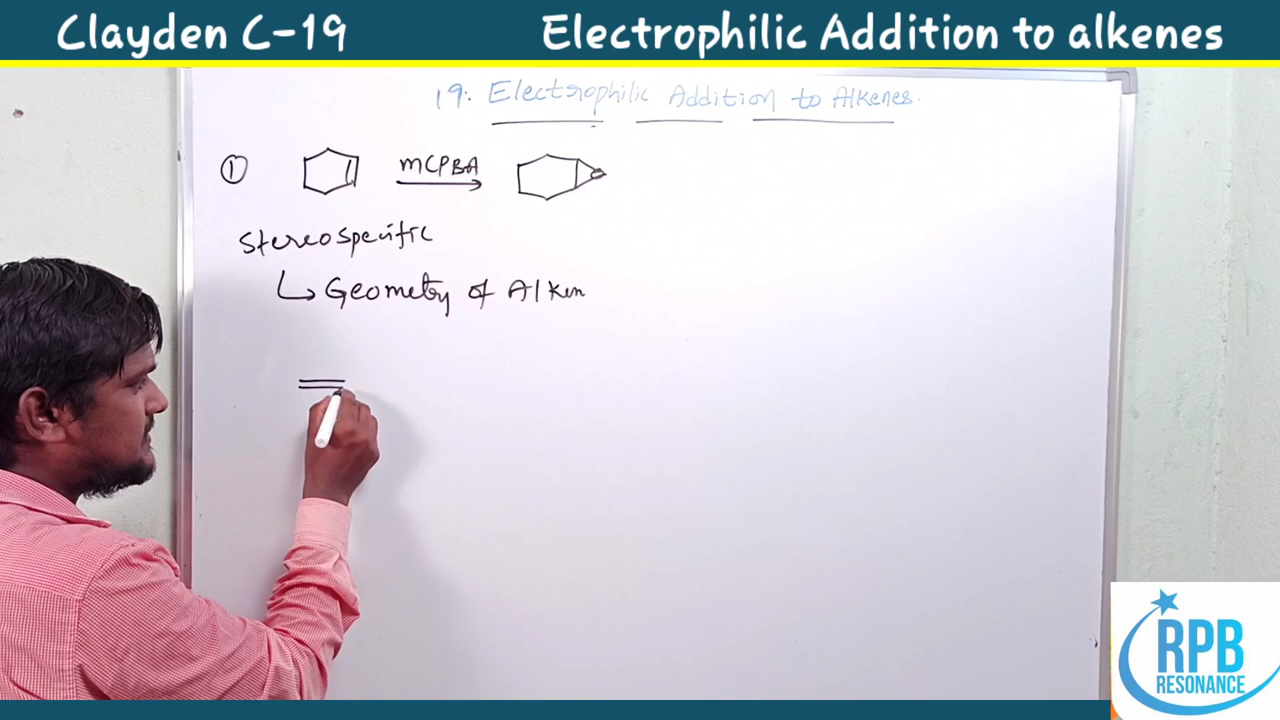 Clayden C-19 Electrophilic Addition to alkenes
19. Electrophilic Addition to Alkenes.
① mCPBA
Stereospecific
↳ Geometry of Alken
RPB
RESONANCE